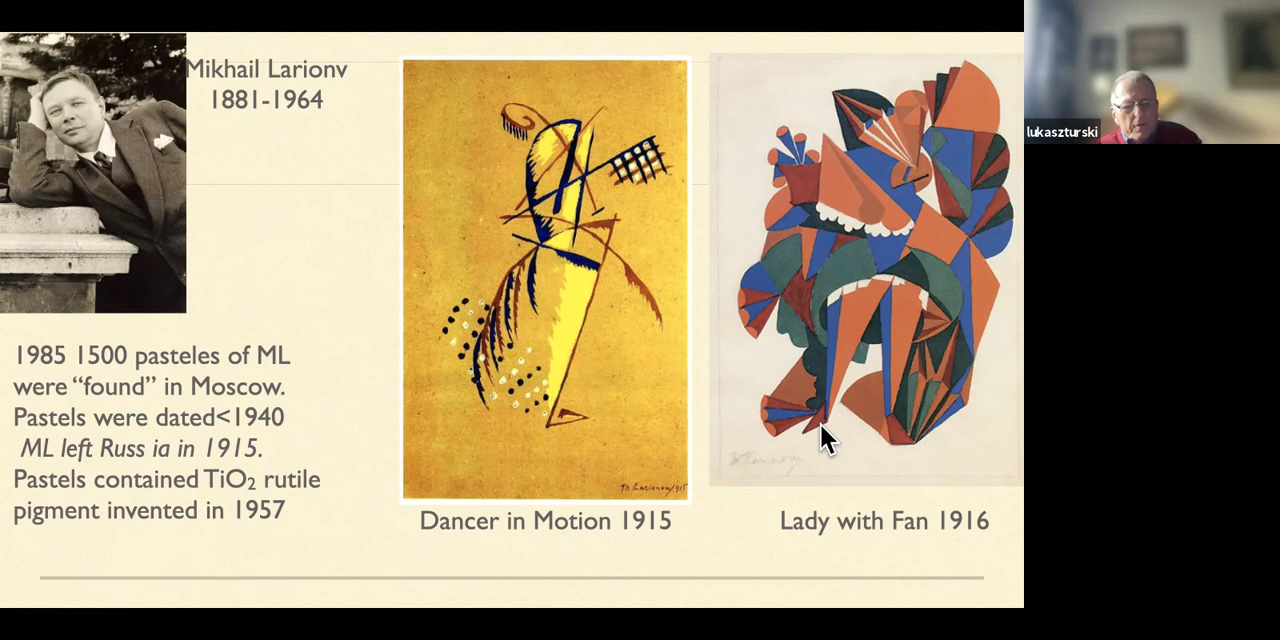 Mikhail Larionv
1881-1964
1985 1500 pasteles of ML
were “found” in Moscow.
Pastels were dated<1940
ML left Russ ia in 1915.
Pastels contained TiO₂ rutile
pigment invented in 1957
Dancer in Motion 1915
Lady with Fan 1916
lukaszturski